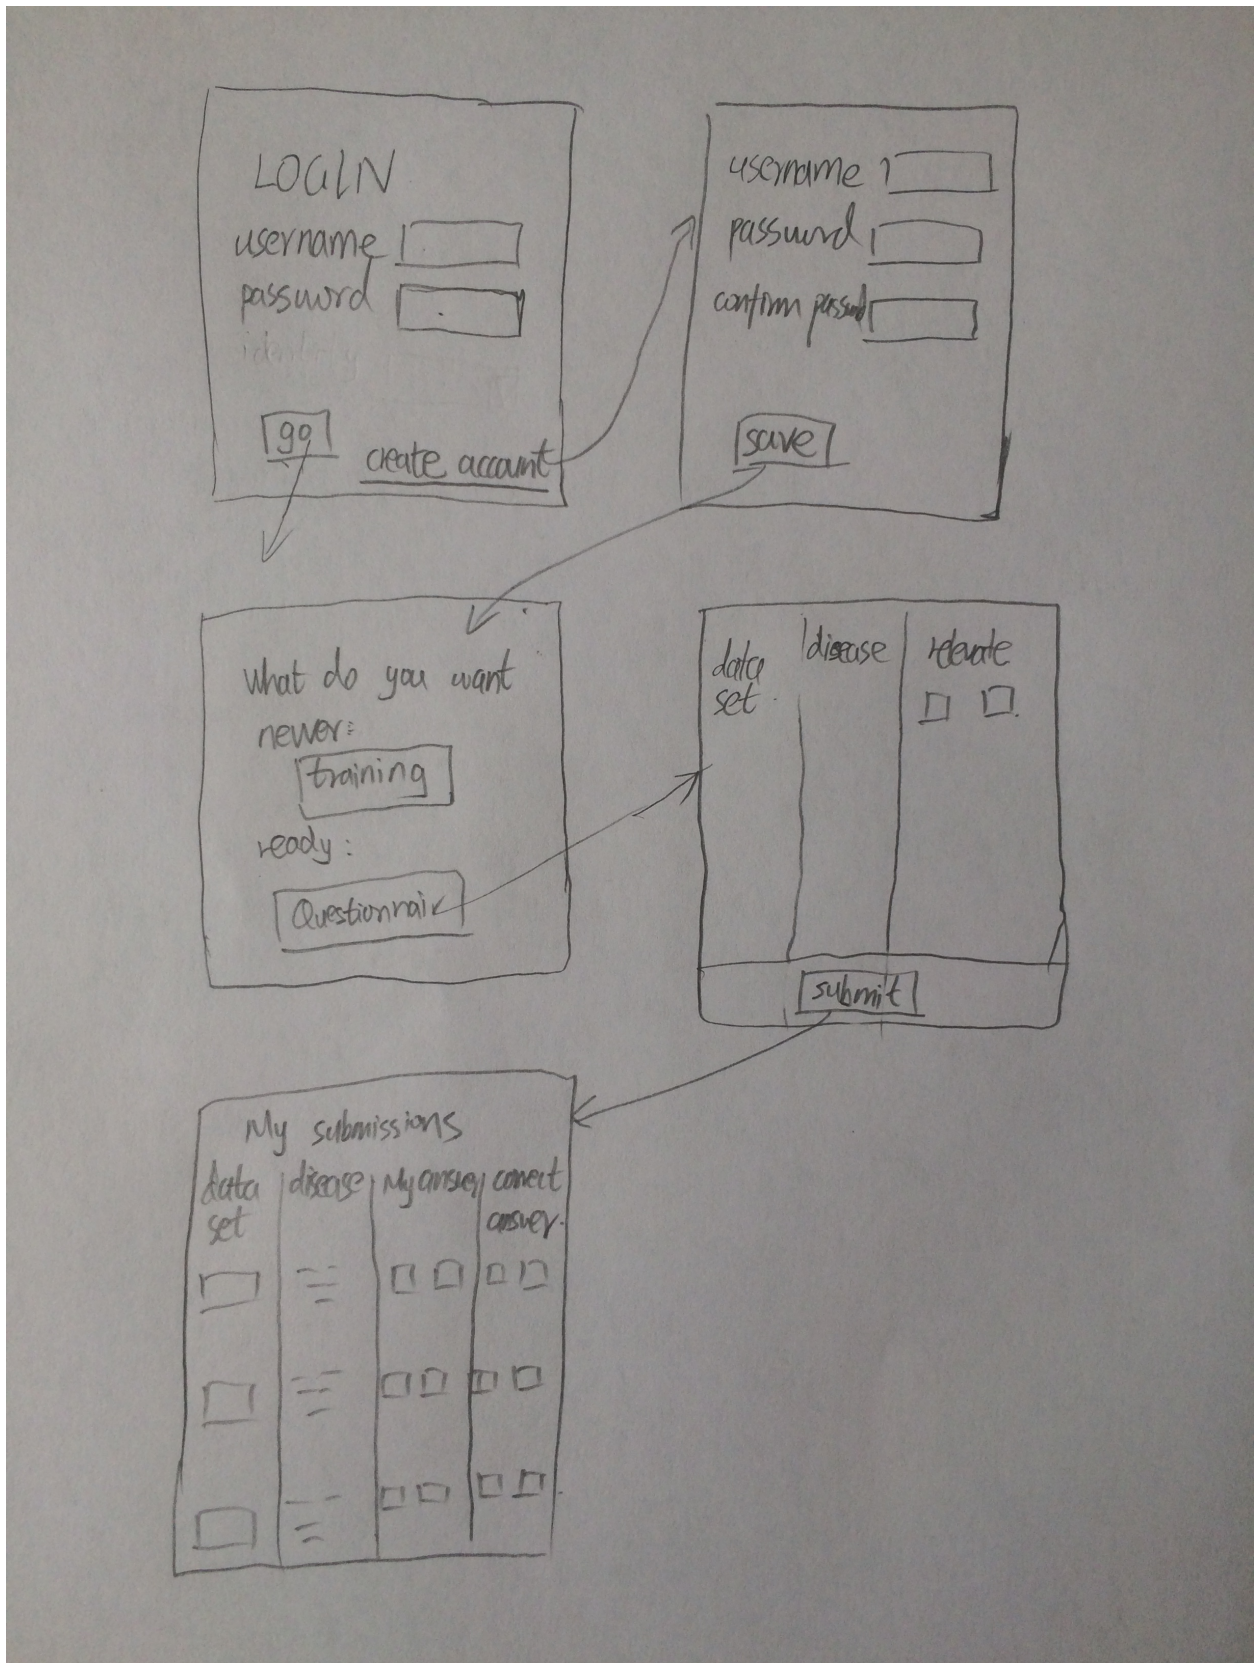 LOGIN
username
password
go
create account
username
password
confirm password
save
what do you want
newer:
training
ready:
Questionnair
data
set
disease
relevate
submit
My submissions
data
set
disease
My answer
correct
answer.